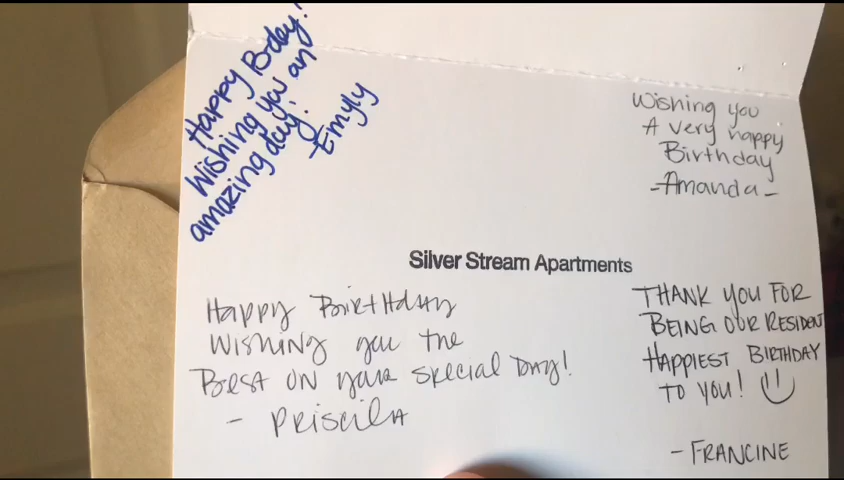 Happy Bday!
Wishing you an
amazing day!
Emyly
Wishing you
A very happy
Birthday
-Amanda-
Silver Stream Apartments
Happy BirtHday
Wishing you the
Best on your special Day!
- Priscila
THANK YOU FOR
BEING OUR RESIDENT
HAPPIEST BIRTHDAY
TO YOU!
- FRANCINE